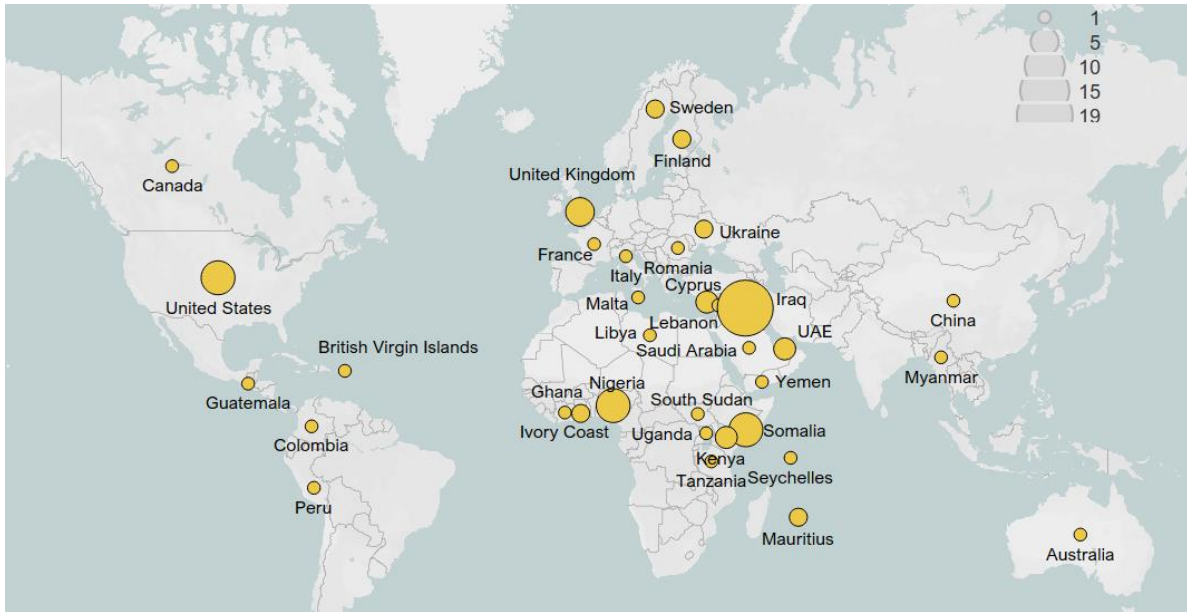 1
5
10
15
19
Sweden
Finland
United Kingdom
Canada
Ukraine
France
Italy
Romania
Cyprus
Malta
Iraq
United States
Lebanon
China
Libya
UAE
Saudi Arabia
British Virgin Islands
Myanmar
Yemen
Guatemala
Nigeria
Ghana
South Sudan
Ivory Coast
Uganda
Somalia
Colombia
Kenya
Tanzania
Seychelles
Peru
Mauritius
Australia